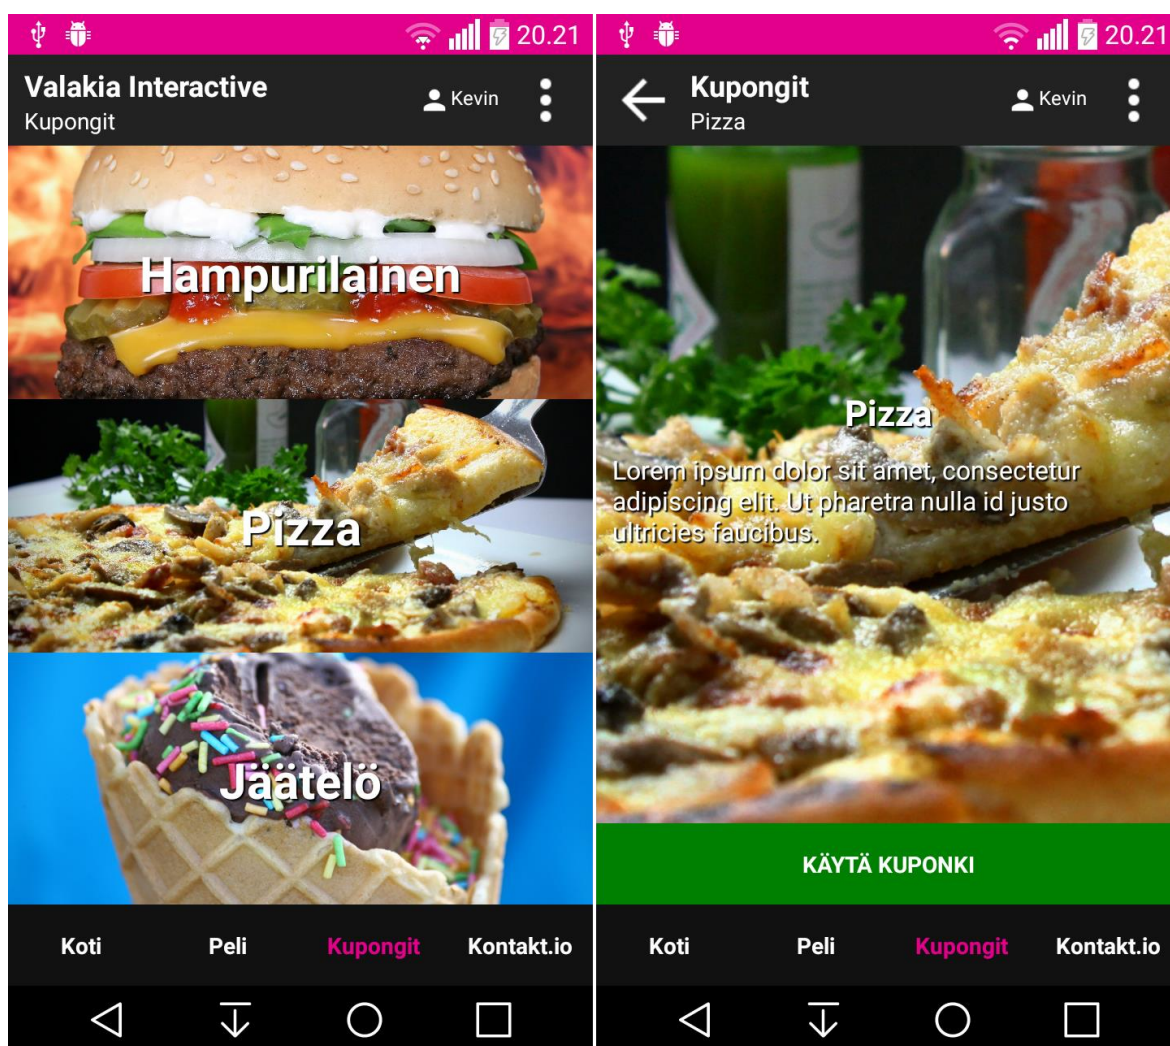 20.21
Valakia Interactive
Kupongit
Kevin
Hampurilainen
Pizza
Jäätelö
Koti Peli Kupongit Kontakt.io
20.21
Kupongit
Pizza
Kevin
Pizza
Lorem ipsum dolor sit amet, consectetur
adipiscing elit. Ut pharetra nulla id justo
ultricies faucibus.
KÄYTÄ KUPONKI
Koti Peli Kupongit Kontakt.io